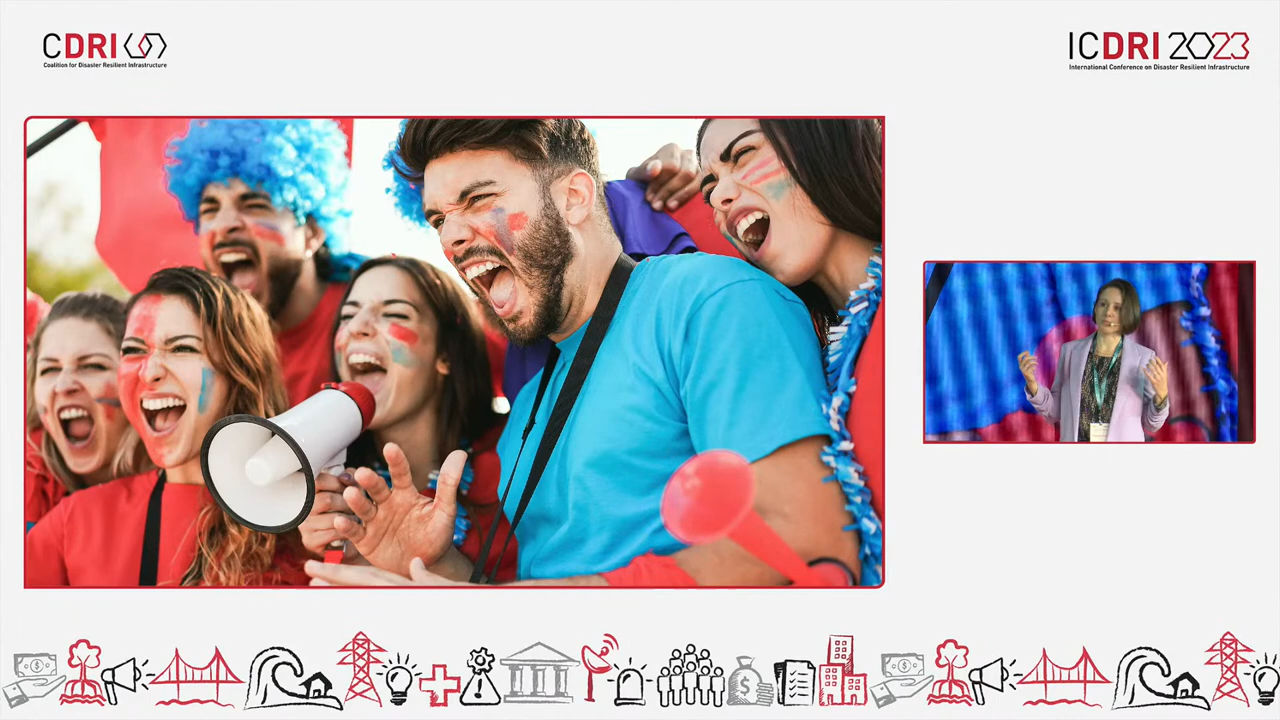 CDRI
Coalition for Disaster Resilient Infrastructure
ICDRI 2023
International Conference on Disaster Resilient Infrastructure